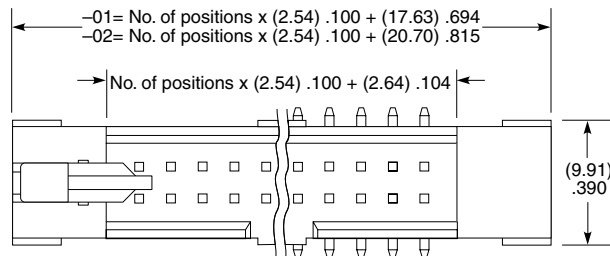 –01= No. of positions x (2.54) .100 + (17.63) .694
–02= No. of positions x (2.54) .100 + (20.70) .815
No. of positions x (2.54) .100 + (2.64) .104
(9.91)
.390